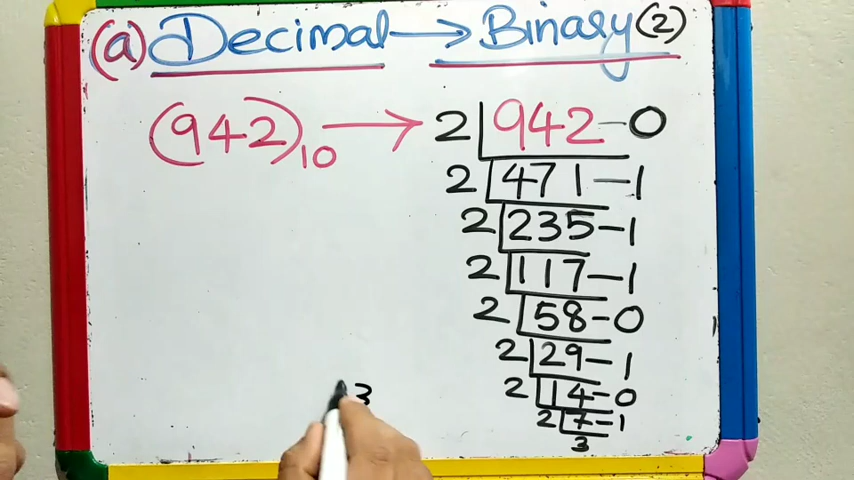 (a) Decimal → Binary (2)
(942)10 → 2 942 - 0
2 471 - 1
2 235 - 1
2 117 - 1
2 58 - 0
2 29 - 1
2 14 - 0
2 7 - 1
3
3